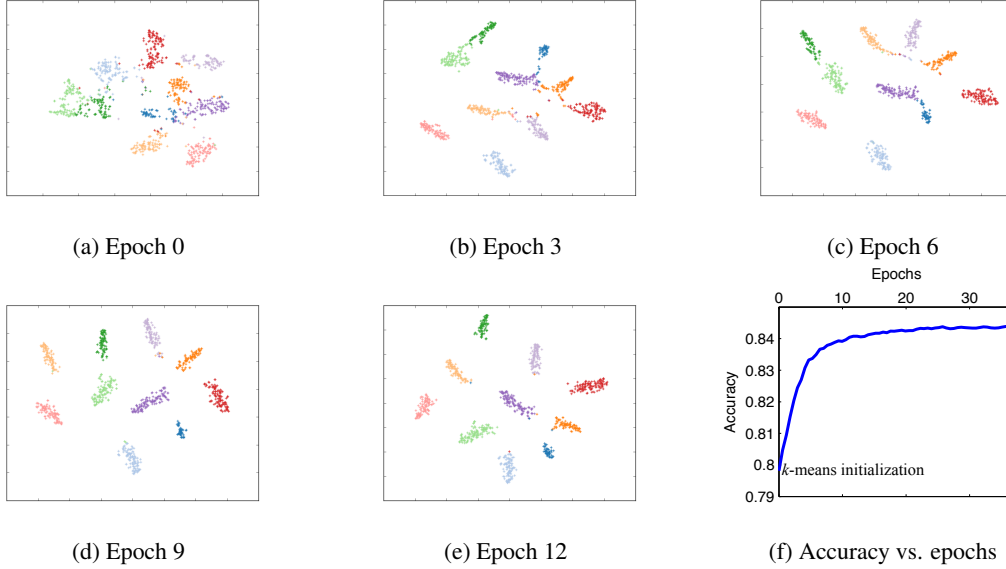 (a) Epoch 0
(b) Epoch 3
(c) Epoch 6
Epochs
0 10 20 30
0.84
0.83
0.82
0.81
0.8
0.79
Accuracy
k-means initialization
(d) Epoch 9
(e) Epoch 12
(f) Accuracy vs. epochs